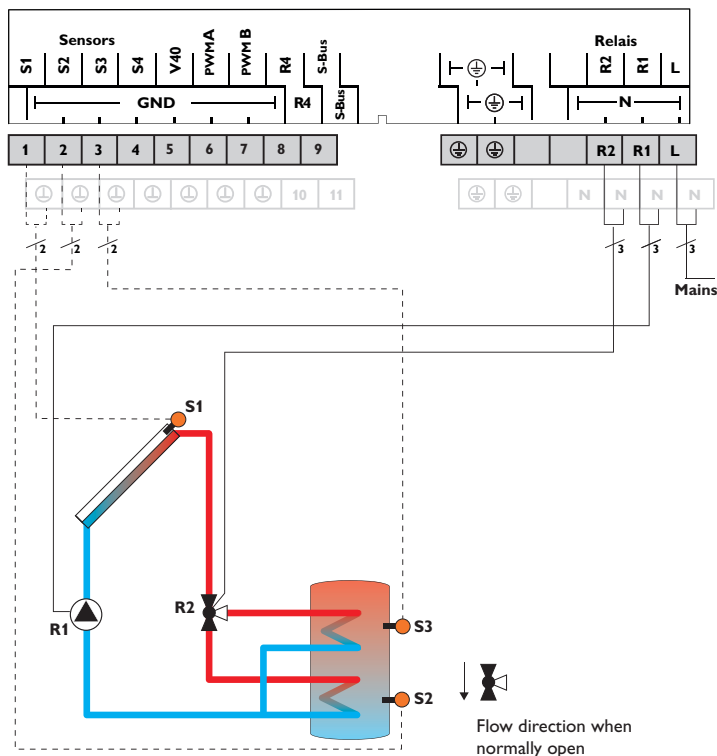 Sensors
Relais
S1 S2 S3 S4 V40 PWMA PWM B R4 S-Bus R2 R1 L
GND R4 S-Bus N
1 2 3 4 5 6 7 8 9 R2 R1 L
10 11 N N N N
2 2 2 3 3 3
Mains
S1
R1
R2
S3
S2
Flow direction when
normally open